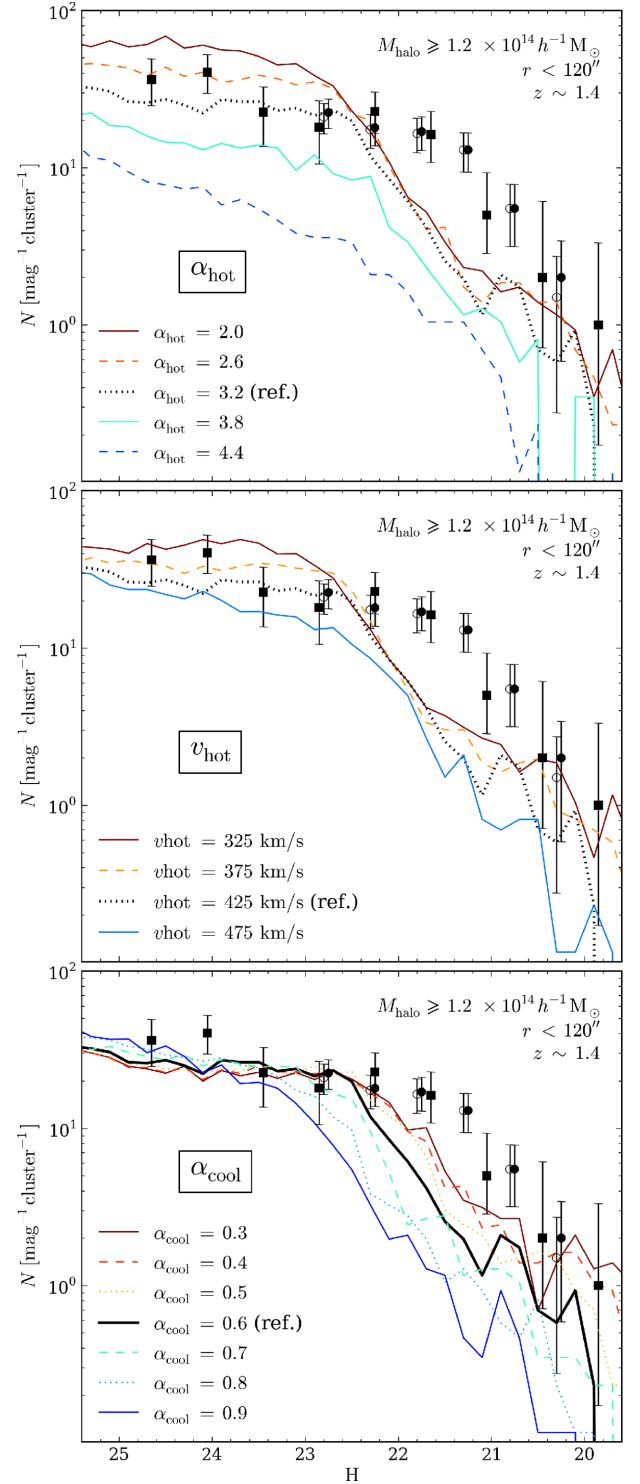 10²
M_halo ⩾ 1.2 × 10¹⁴ h⁻¹ M_⊙
r < 120″
z ∼ 1.4
10¹
N [mag⁻¹ cluster⁻¹]
α_hot
10⁰
α_hot = 2.0
α_hot = 2.6
α_hot = 3.2 (ref.)
α_hot = 3.8
α_hot = 4.4
10²
M_halo ⩾ 1.2 × 10¹⁴ h⁻¹ M_⊙
r < 120″
z ∼ 1.4
10¹
N [mag⁻¹ cluster⁻¹]
v_hot
10⁰
vhot = 325 km/s
vhot = 375 km/s
vhot = 425 km/s (ref.)
vhot = 475 km/s
10²
M_halo ⩾ 1.2 × 10¹⁴ h⁻¹ M_⊙
r < 120″
z ∼ 1.4
10¹
N [mag⁻¹ cluster⁻¹]
α_cool
10⁰
α_cool = 0.3
α_cool = 0.4
α_cool = 0.5
α_cool = 0.6 (ref.)
α_cool = 0.7
α_cool = 0.8
α_cool = 0.9
25 24 23 22 21 20
H